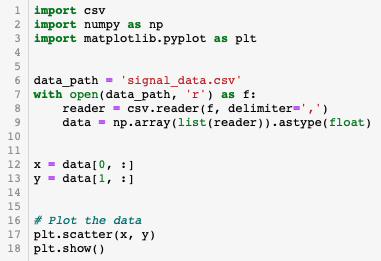 1 import csv
2 import numpy as np
3 import matplotlib.pyplot as plt
4
5
6 data_path = 'signal_data.csv'
7 with open(data_path, 'r') as f:
8     reader = csv.reader(f, delimiter=',')
9     data = np.array(list(reader)).astype(float)
10
11
12 x = data[0, :]
13 y = data[1, :]
14
15
16 # Plot the data
17 plt.scatter(x, y)
18 plt.show()